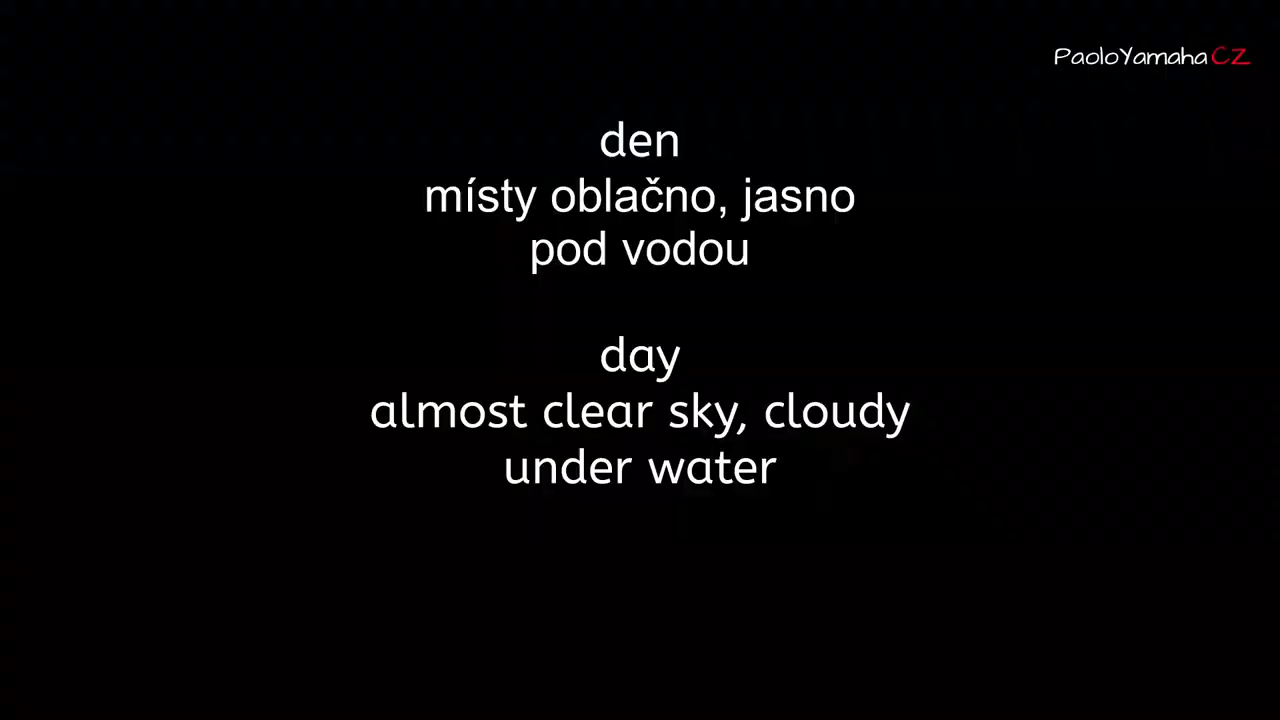 PaoloYamahaCZ
den
místy oblačno, jasno
pod vodou
day
almost clear sky, cloudy
under water